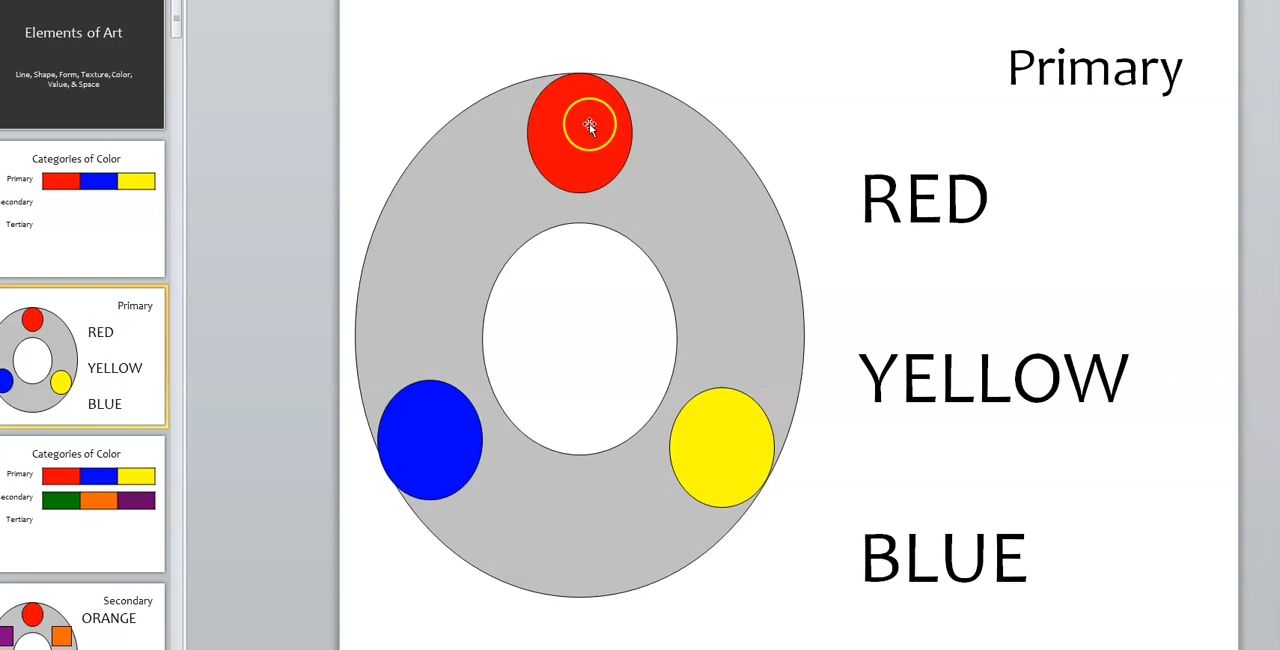 Elements of Art
Line, Shape, Form, Texture, Color,
Value, & Space
Categories of Color
Primary
econdary
Tertiary
Primary
RED
YELLOW
BLUE
Categories of Color
Primary
econdary
Tertiary
Secondary
ORANGE
Primary
RED
YELLOW
BLUE